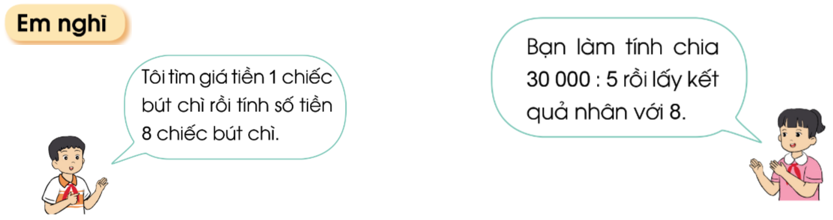 Em nghĩ
Tôi tìm giá tiền 1 chiếc
bút chì rồi tính số tiền
8 chiếc bút chì.
Bạn làm tính chia
30 000 : 5 rồi lấy kết
quả nhân với 8.